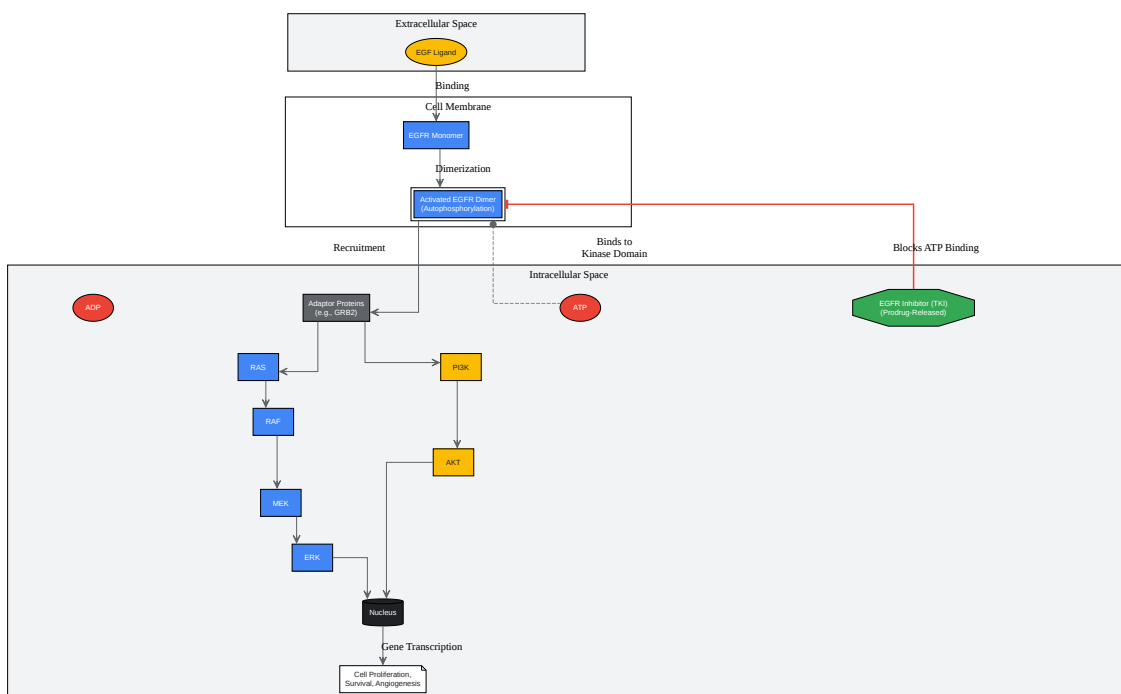 Extracellular Space
EGF Ligand
Binding
Cell Membrane
EGFR Monomer
Dimerization
Activated EGFR Dimer
(Autophosphorylation)
Recruitment
Binds to
Kinase Domain
Blocks ATP Binding
Intracellular Space
ADP
Adaptor Proteins
(e.g., GRB2)
ATP
EGFR Inhibitor (TKI)
(Prodrug-Released)
RAS
PI3K
RAF
AKT
MEK
ERK
Nucleus
Gene Transcription
Cell Proliferation,
Survival, Angiogenesis